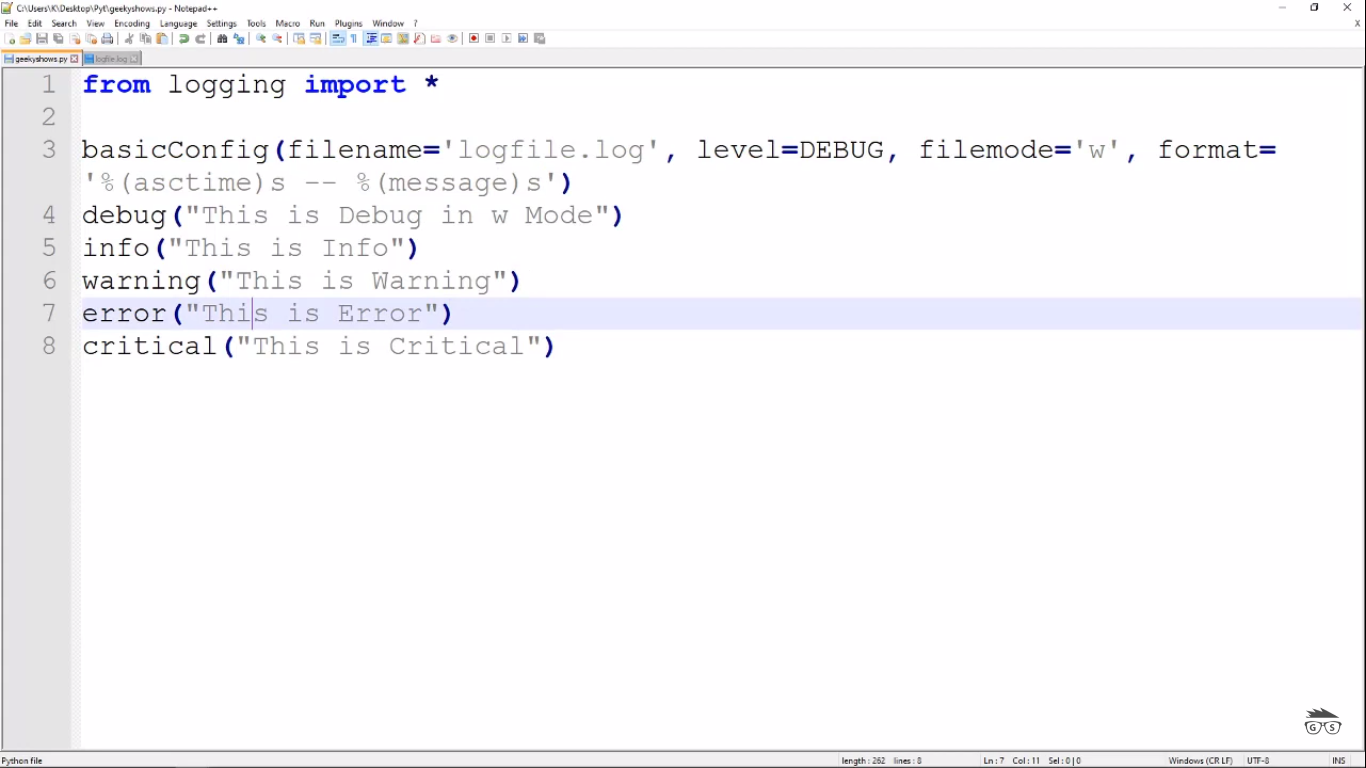 C:\Users\K\Desktop\Pyt\geekyshows.py - Notepad++
File Edit Search View Encoding Language Settings Tools Macro Run Plugins Window ?
geekyshows.py logfile.log
1 from logging import *
2
3 basicConfig(filename='logfile.log', level=DEBUG, filemode='w', format=
'%(asctime)s -- %(message)s')
4 debug("This is Debug in w Mode")
5 info("This is Info")
6 warning("This is Warning")
7 error("This is Error")
8 critical("This is Critical")
G S
Python file length : 262 lines : 8 Ln : 7 Col : 11 Sel : 0 | 0 Windows (CR LF) UTF-8 INS